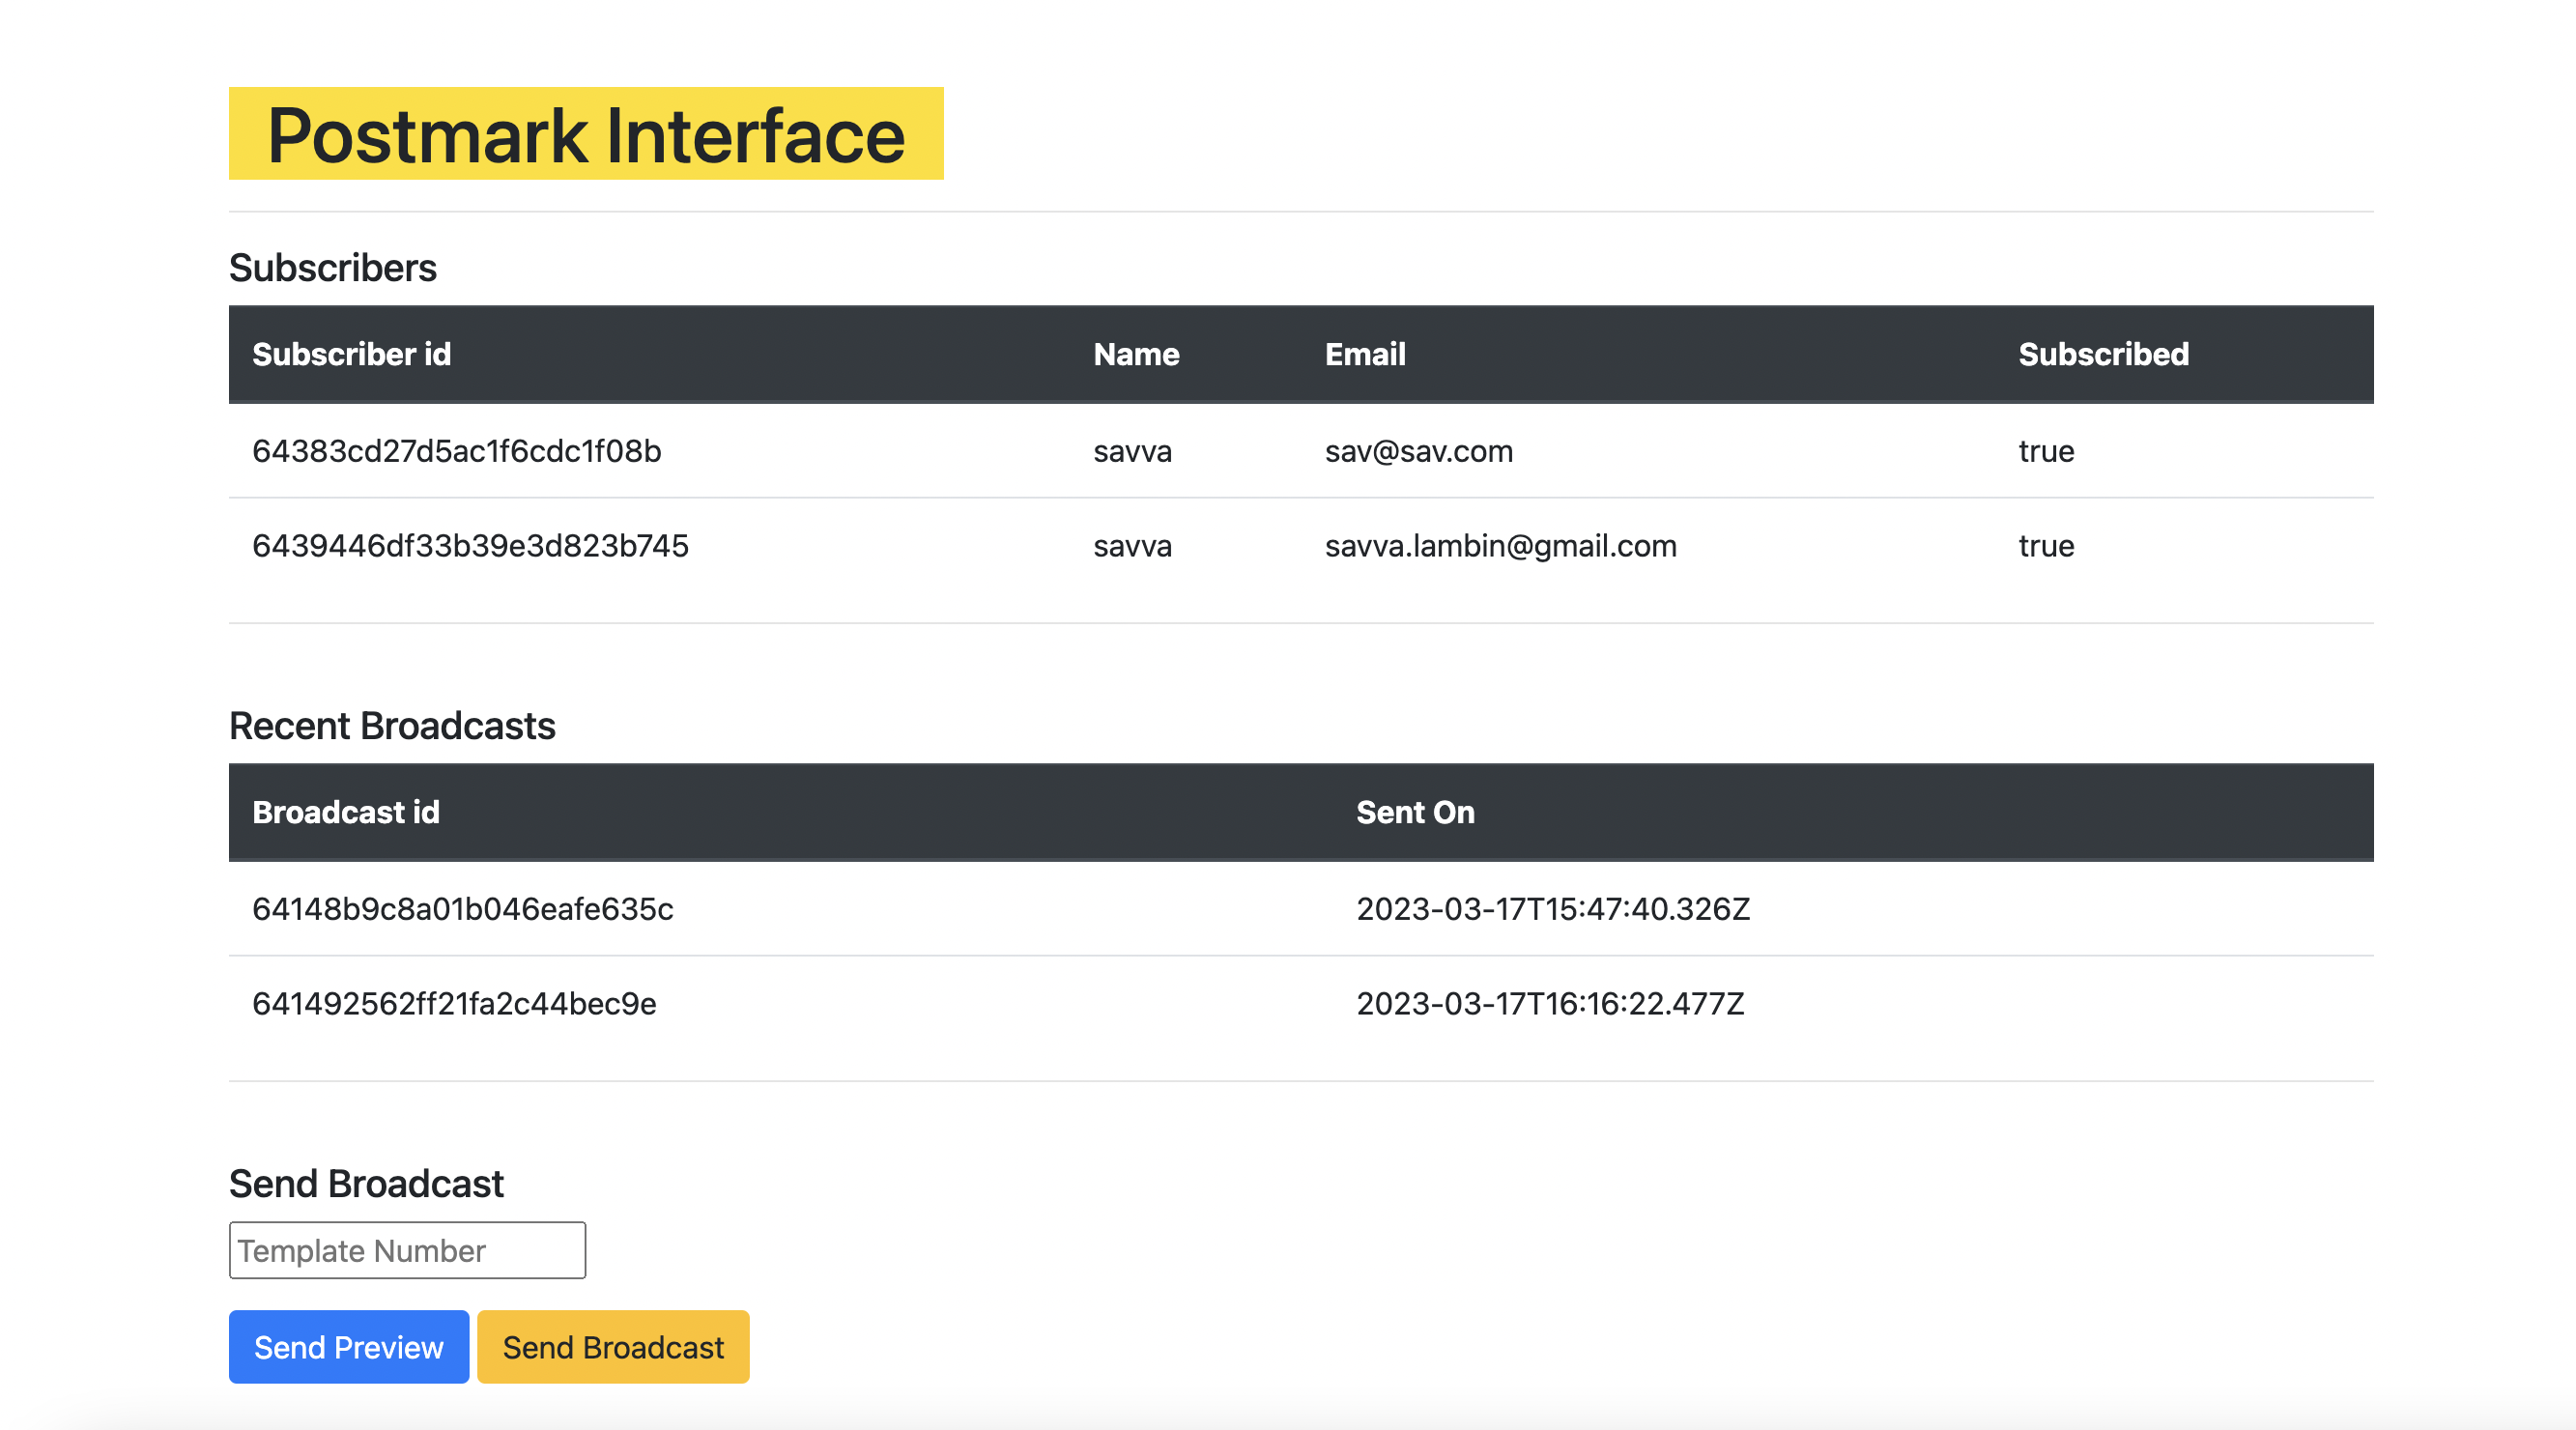 Postmark Interface
Subscribers
Subscriber id Name Email Subscribed
64383cd27d5ac1f6cdc1f08b savva sav@sav.com true
6439446df33b39e3d823b745 savva savva.lambin@gmail.com true
Recent Broadcasts
Broadcast id Sent On
64148b9c8a01b046eafe635c 2023-03-17T15:47:40.326Z
641492562ff21fa2c44bec9e 2023-03-17T16:16:22.477Z
Send Broadcast
Template Number
Send Preview Send Broadcast